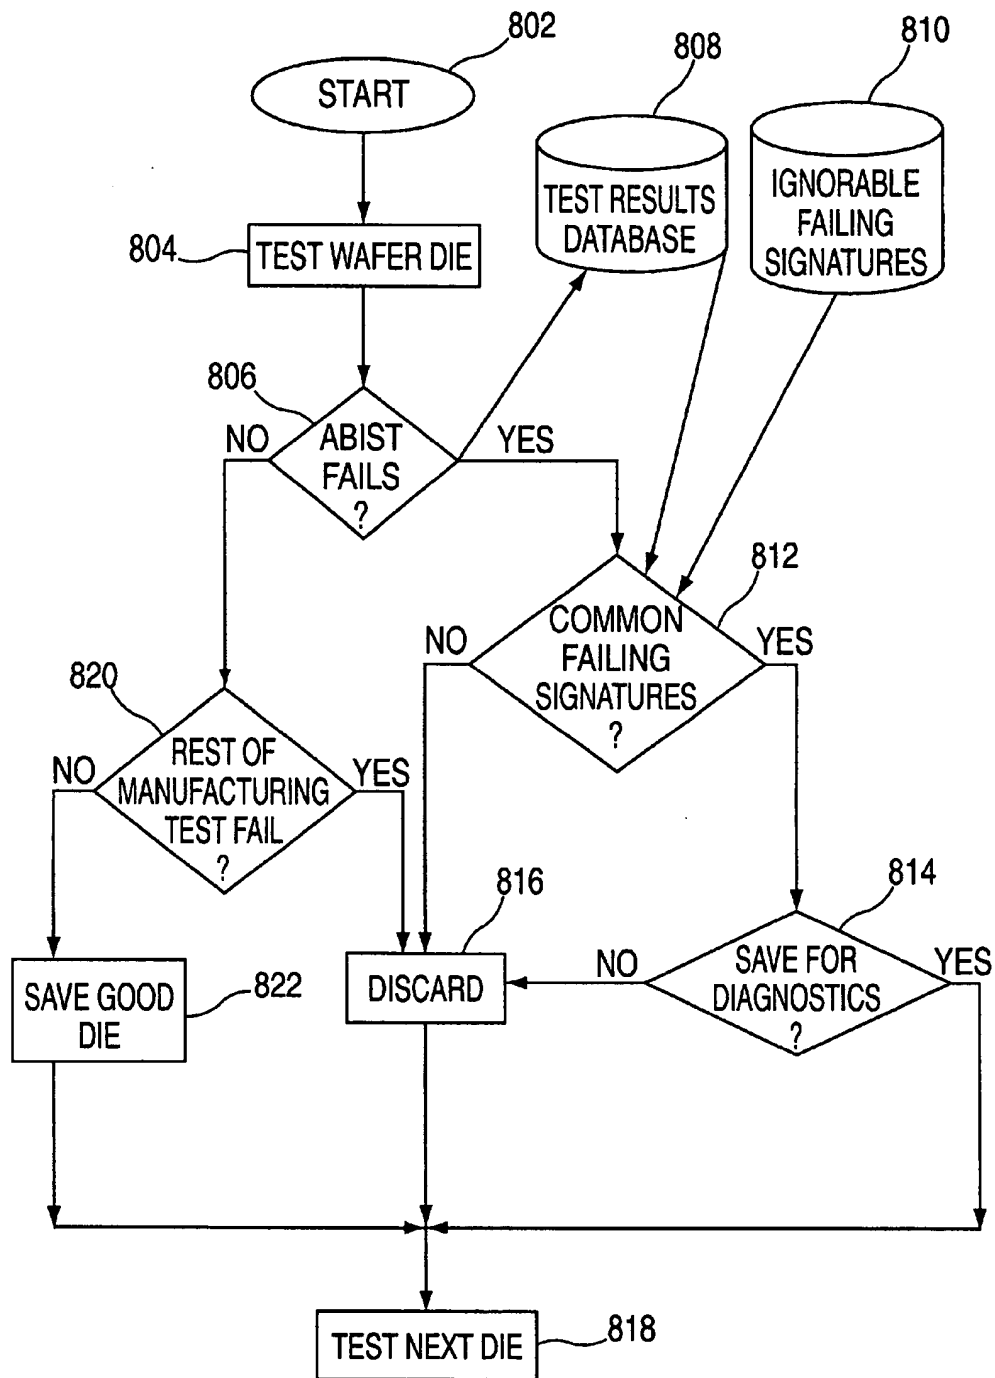 802
START
808
810
TEST RESULTS
DATABASE
IGNORABLE
FAILING
SIGNATURES
804
TEST WAFER DIE
806
ABIST
FAILS
?
NO
YES
812
COMMON
FAILING
SIGNATURES
?
NO
YES
820
REST OF
MANUFACTURING
TEST FAIL
?
NO
YES
816
DISCARD
814
SAVE FOR
DIAGNOSTICS
?
NO
YES
SAVE GOOD
DIE
822
TEST NEXT DIE
818